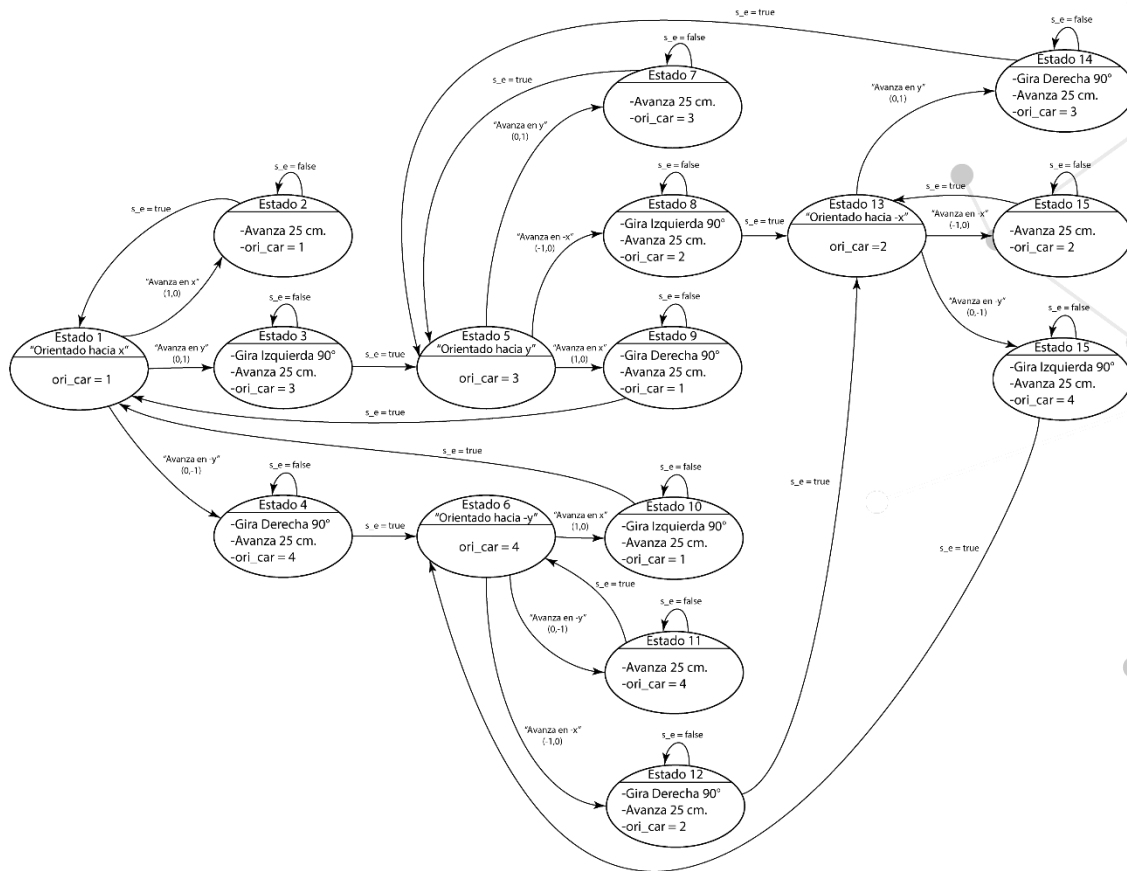 s_e = true
s_e = false
Estado 14
-Gira Derecha 90°
-Avanza 25 cm.
-ori_car = 3
s_e = false
Estado 7
-Avanza 25 cm.
-ori_car = 3
s_e = true
"Avanza en y"
(0,1)
"Avanza en y"
(0,1)
s_e = false
Estado 2
-Avanza 25 cm.
-ori_car = 1
s_e = true
"Avanza en x"
(1,0)
s_e = false
Estado 8
-Gira Izquierda 90°
-Avanza 25 cm.
-ori_car = 2
"Avanza en -x"
(-1,0)
s_e = true
Estado 13
"Orientado hacia -x"
ori_car =2
s_e = true
"Avanza en -x"
(-1,0)
s_e = false
Estado 15
-Avanza 25 cm.
-ori_car = 2
"Avanza en -y"
(0,-1)
Estado 1
"Orientado hacia x"
ori_car = 1
"Avanza en y"
(0,1)
s_e = false
Estado 3
-Gira Izquierda 90°
-Avanza 25 cm.
-ori_car = 3
s_e = true
Estado 5
"Orientado hacia y"
ori_car = 3
"Avanza en x"
(1,0)
s_e = false
Estado 9
-Gira Derecha 90°
-Avanza 25 cm.
-ori_car = 1
s_e = false
Estado 15
-Gira Izquierda 90°
-Avanza 25 cm.
-ori_car = 4
s_e = true
s_e = true
"Avanza en -y"
(0,-1)
s_e = false
Estado 4
-Gira Derecha 90°
-Avanza 25 cm.
-ori_car = 4
s_e = true
Estado 6
"Orientado hacia -y"
ori_car = 4
"Avanza en x"
(1,0)
s_e = false
Estado 10
-Gira Izquierda 90°
-Avanza 25 cm.
-ori_car = 1
s_e = true
s_e = true
s_e = true
"Avanza en -y"
(0,-1)
s_e = false
Estado 11
-Avanza 25 cm.
-ori_car = 4
"Avanza en -x"
(-1,0)
s_e = false
Estado 12
-Gira Derecha 90°
-Avanza 25 cm.
-ori_car = 2